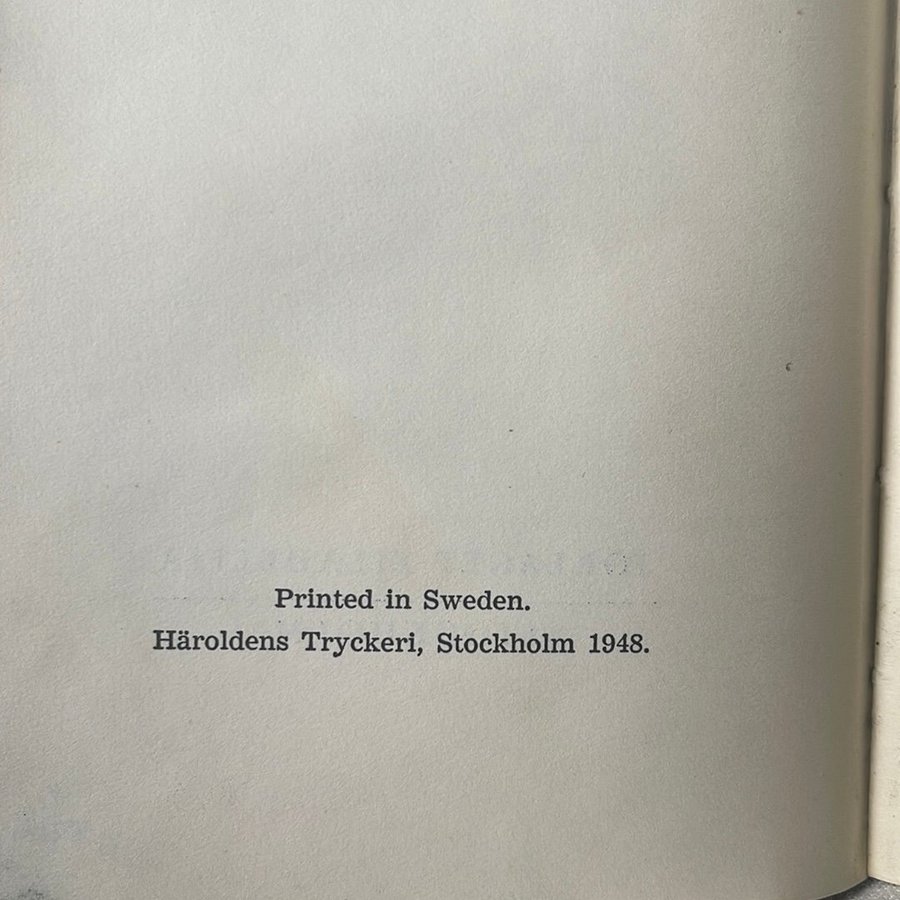 Printed in Sweden.
Häroldens Tryckeri, Stockholm 1948.